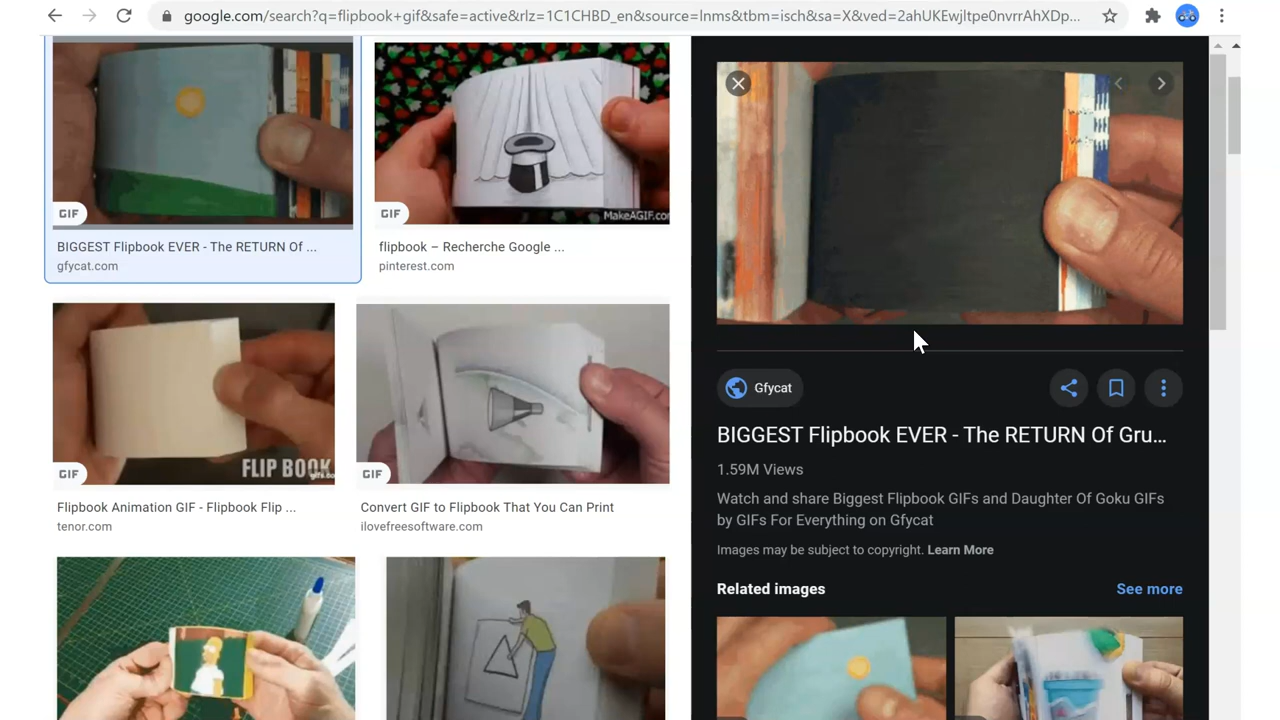 google.com/search?q=flipbook+gif&safe=active&rlz=1C1CHBD_en&source=lnms&tbm=isch&sa=X&ved=2ahUKEwjltpe0nvrrAhXDp...
GIF
BIGGEST Flipbook EVER - The RETURN Of ...
gfycat.com
MakeAGIF.com
GIF
flipbook – Recherche Google ...
pinterest.com
FLIP BOOK
GIF
Flipbook Animation GIF - Flipbook Flip ...
tenor.com
GIF
Convert GIF to Flipbook That You Can Print
ilovefreesoftware.com
Gfycat
BIGGEST Flipbook EVER - The RETURN Of Gru...
1.59M Views
Watch and share Biggest Flipbook GIFs and Daughter Of Goku GIFs
by GIFs For Everything on Gfycat
Images may be subject to copyright. Learn More
Related images
See more